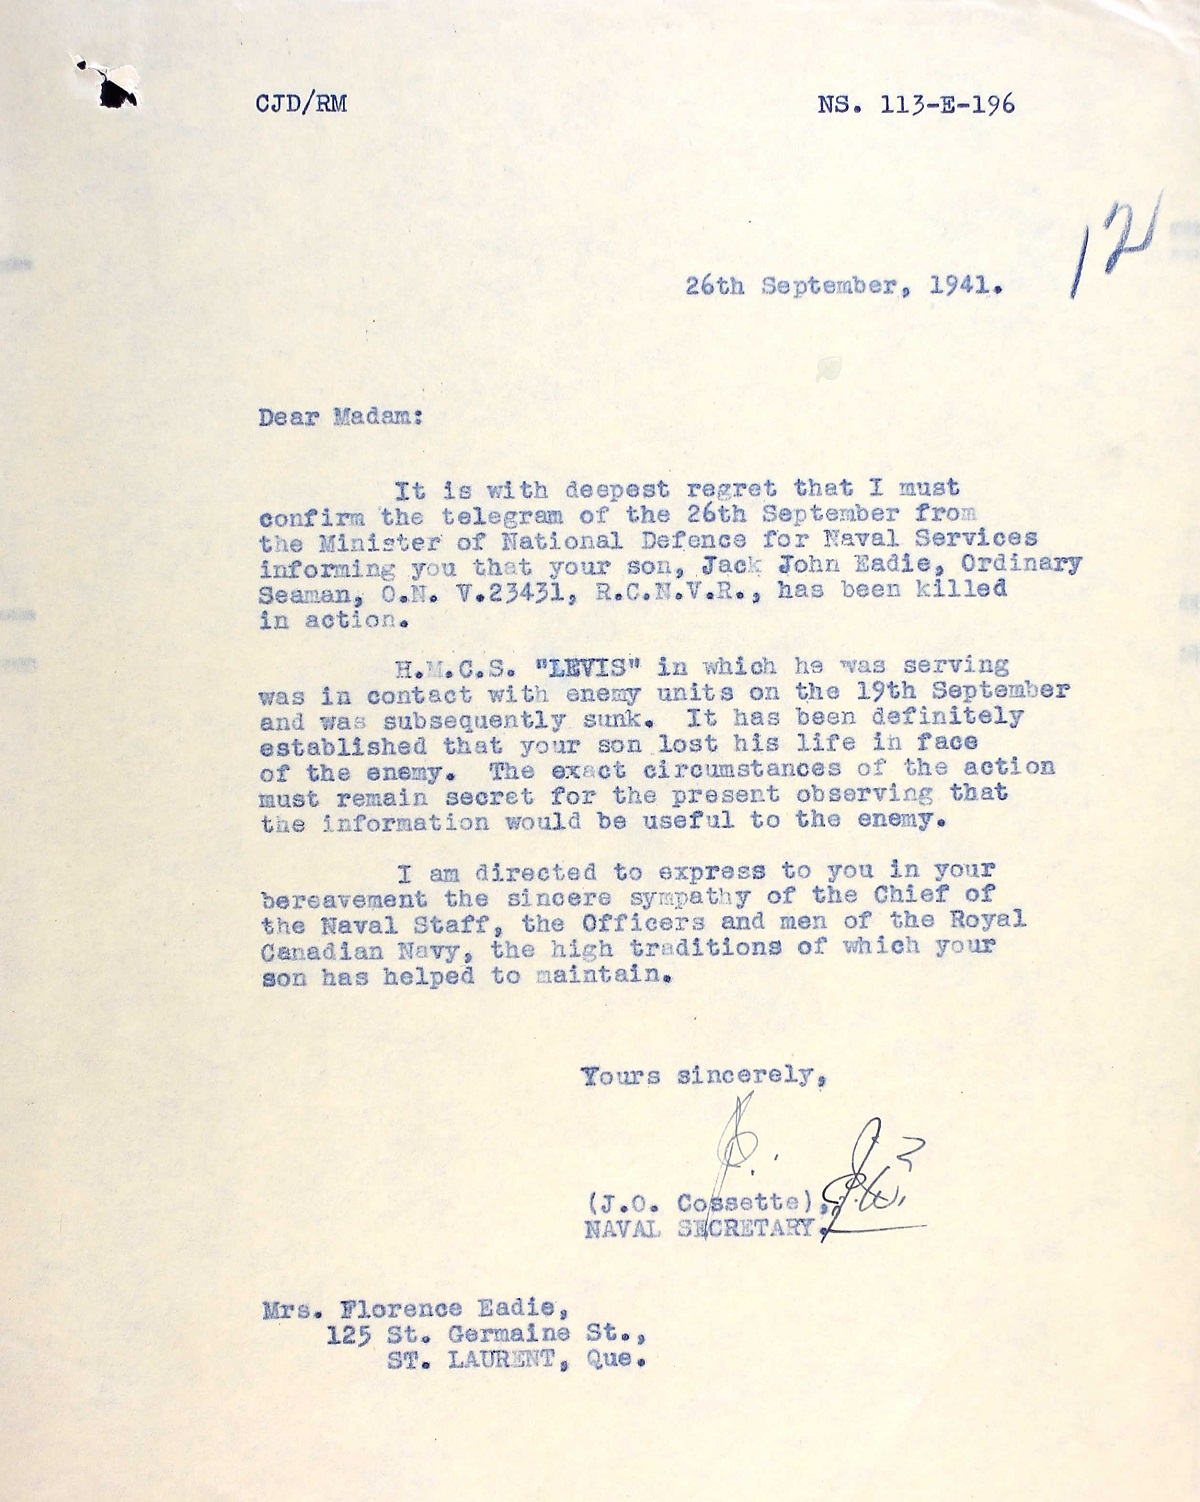 CJD/RM NS. 113-E-196
12
26th September, 1941.
Dear Madam:
It is with deepest regret that I must
confirm the telegram of the 26th September from
the Minister of National Defence for Naval Services
informing you that your son, Jack John Eadie, Ordinary
Seaman, O.N. V.23431, R.C.N.V.R., has been killed
in action.
H.M.C.S. "LEVIS" in which he was serving
was in contact with enemy units on the 19th September
and was subsequently sunk. It has been definitely
established that your son lost his life in face
of the enemy. The exact circumstances of the action
must remain secret for the present observing that
the information would be useful to the enemy.
I am directed to express to you in your
bereavement the sincere sympathy of the Chief of
the Naval Staff, the Officers and men of the Royal
Canadian Navy, the high traditions of which your
son has helped to maintain.
Yours sincerely,
(J.O. Cossette),
NAVAL SECRETARY.
Mrs. Florence Eadie,
125 St. Germaine St.,
ST. LAURENT, Que.